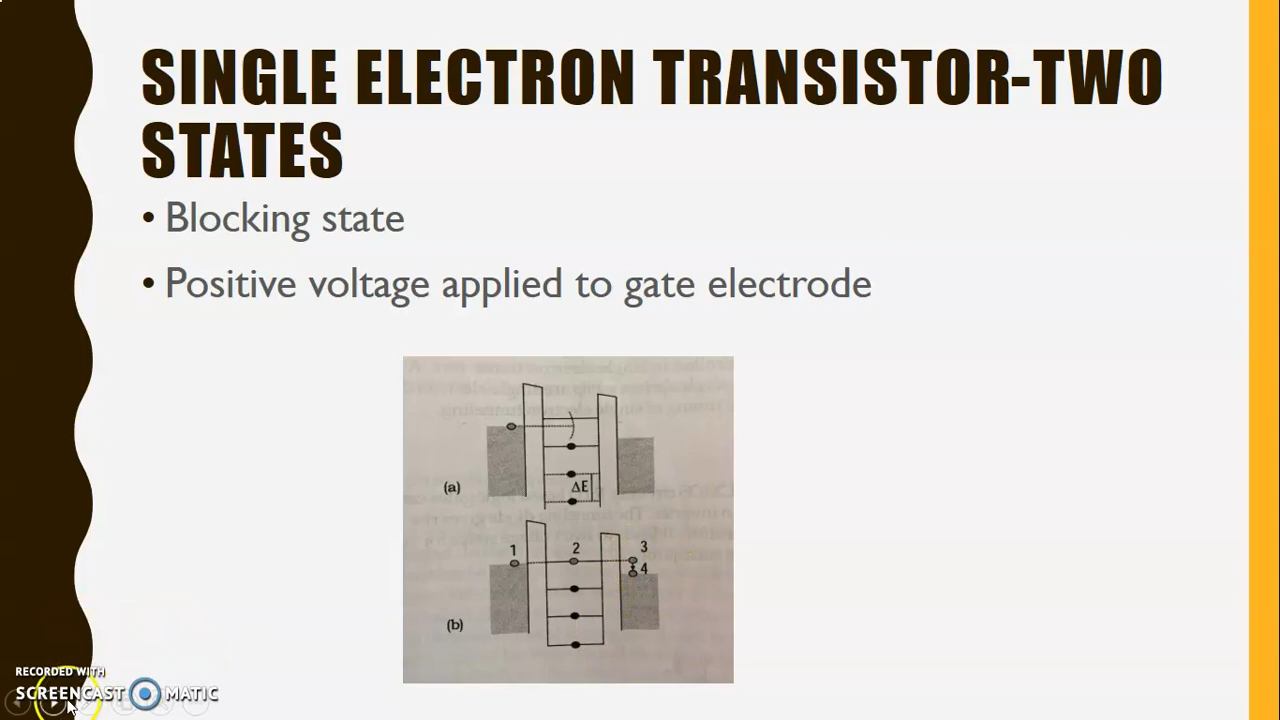 SINGLE ELECTRON TRANSISTOR-TWO
STATES
• Blocking state
• Positive voltage applied to gate electrode
(a)
ΔE
1 2 3
4
(b)
RECORDED WITH
SCREENCAST MATIC